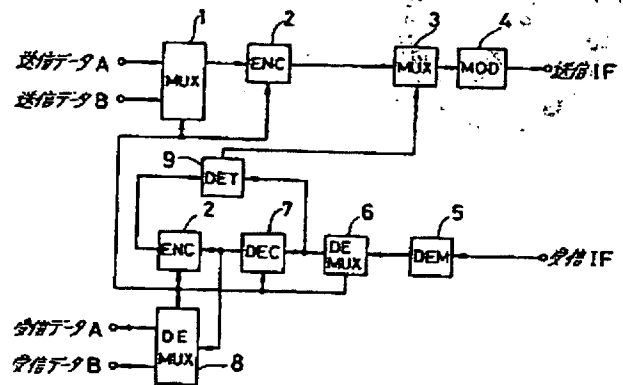 1
2
3
4
送信データA
MUX
ENC
MUX
MOD
送信IF
送信データB
9
DET
2
7
6
5
ENC
DEC
DE
MUX
DEM
受信IF
受信データA
DE
MUX
受信データB
8